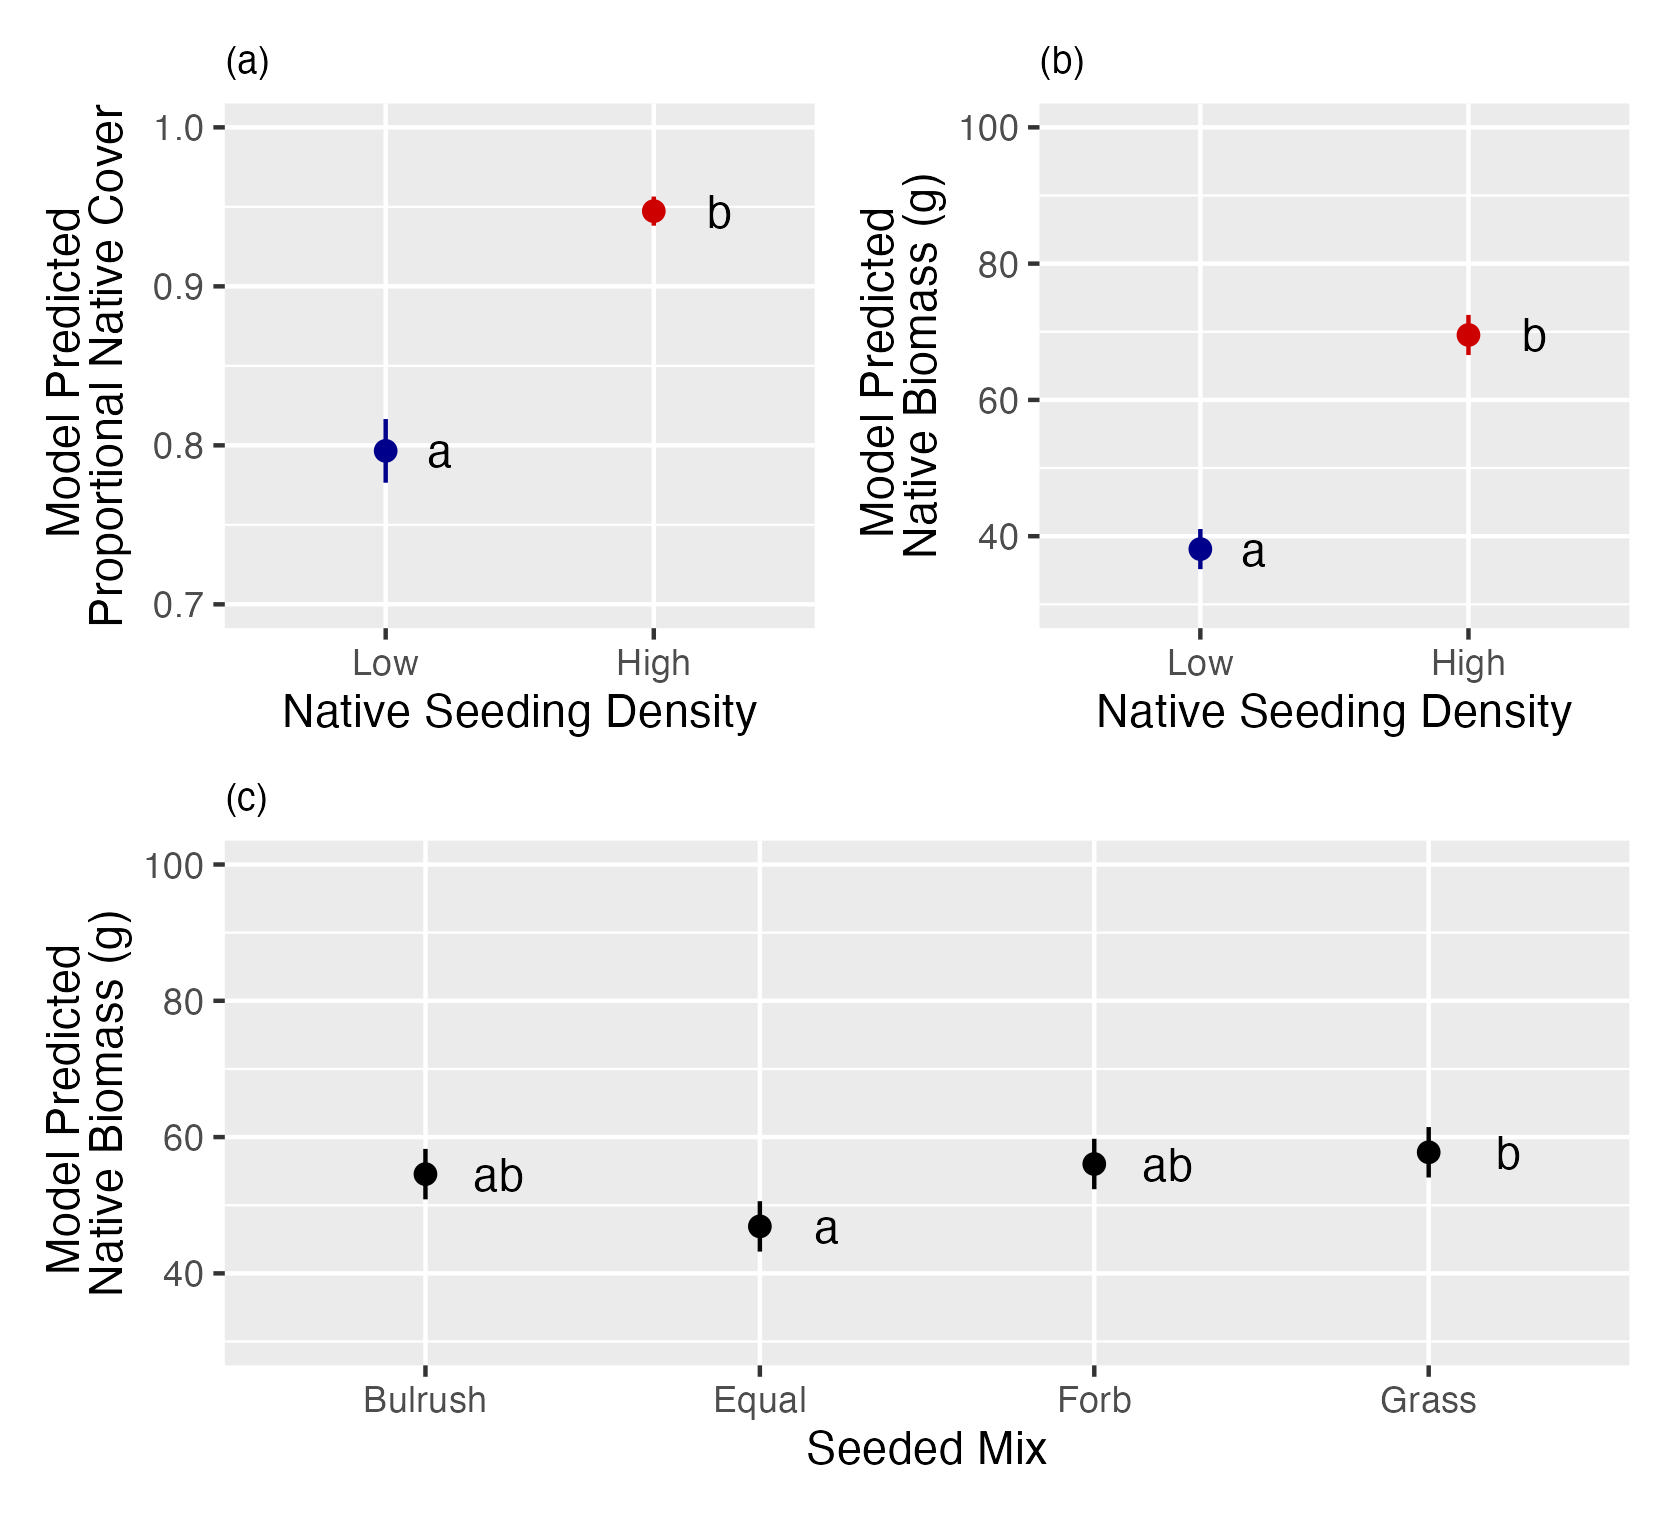 (a)
Model Predicted
Proportional Native Cover
1.0
0.9
0.8
0.7
b
a
Low High
Native Seeding Density
(b)
Model Predicted
Native Biomass (g)
100
80
60
40
b
a
Low High
Native Seeding Density
(c)
Model Predicted
Native Biomass (g)
100
80
60
40
ab a ab b
Bulrush Equal Forb Grass
Seeded Mix